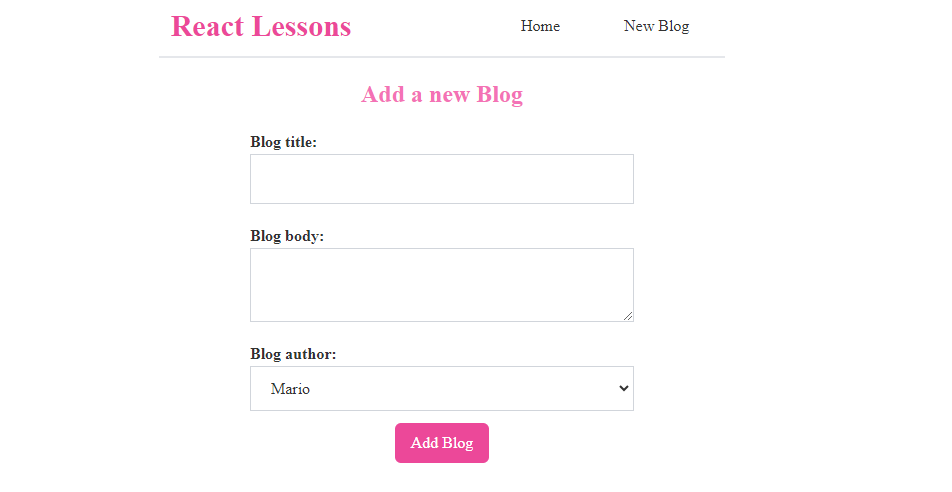 React Lessons Home New Blog
Add a new Blog
Blog title:
Blog body:
Blog author:
Mario
Add Blog